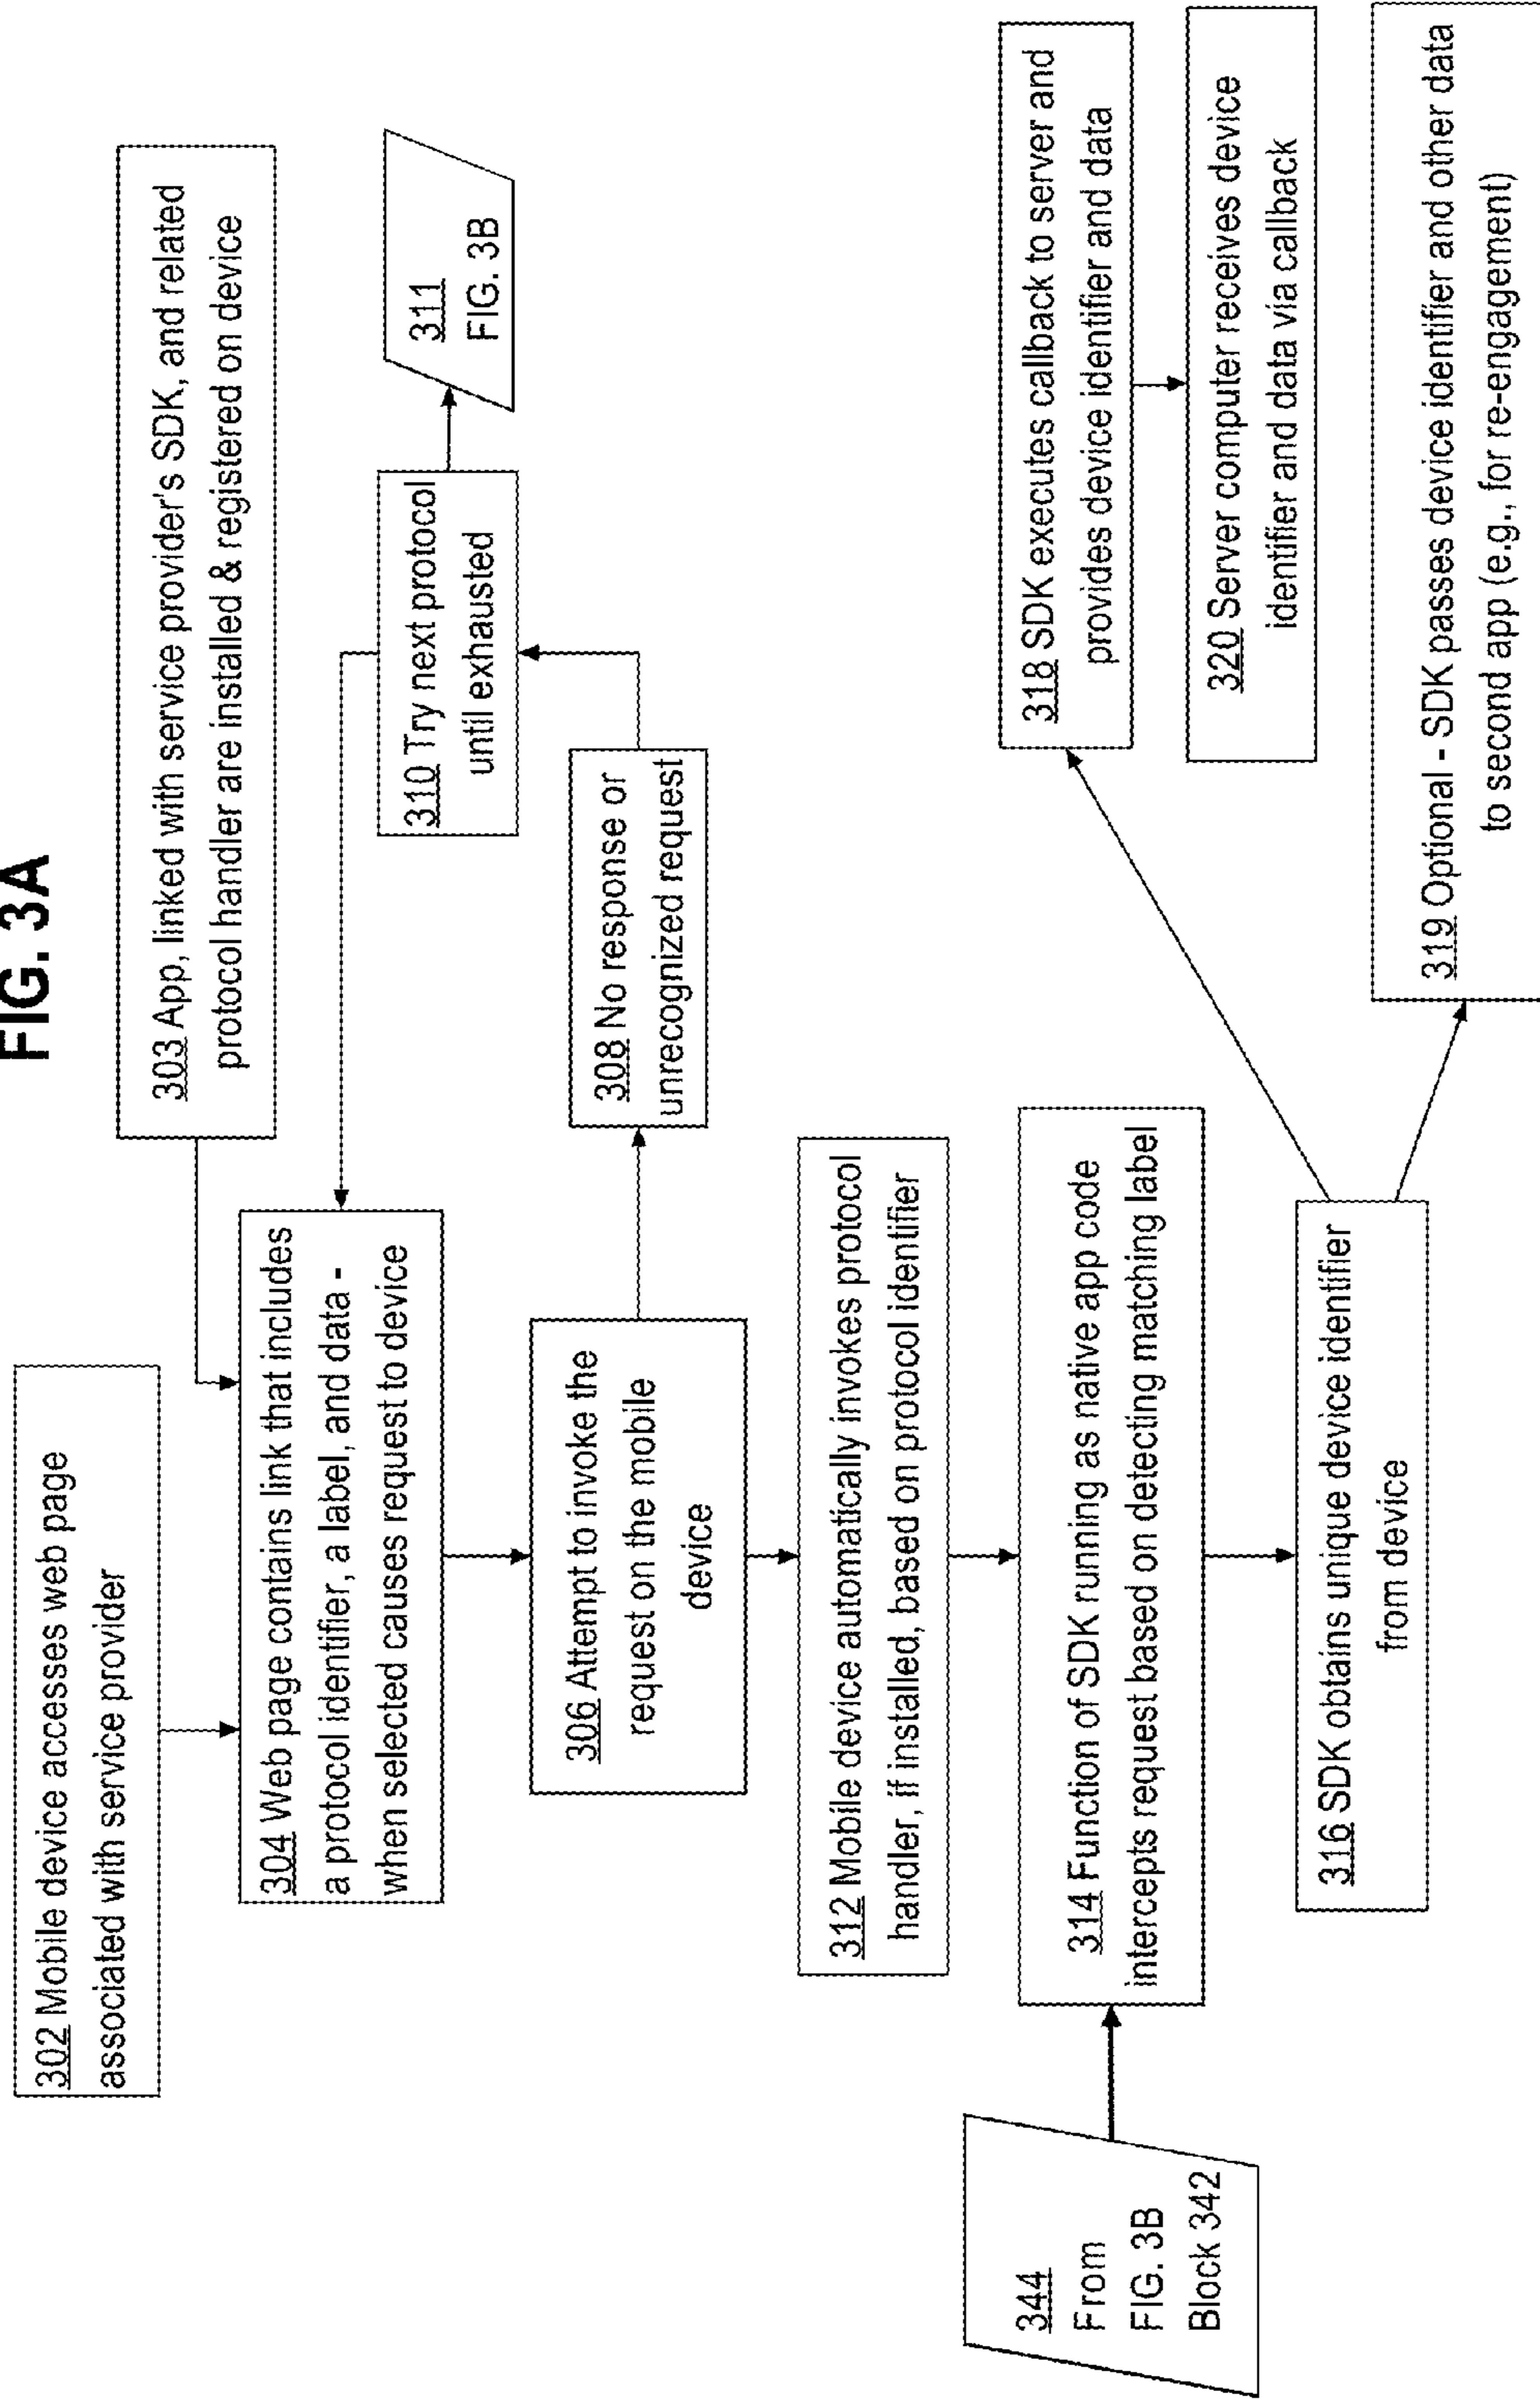 FIG. 3A
302 Mobile device accesses web page
associated with service provider
303 App, linked with service provider's SDK, and related
protocol handler are installed & registered on device
304 Web page contains link that includes
a protocol identifier, a label, and data -
when selected causes request to device
310 Try next protocol
until exhausted
311
FIG. 3B
306 Attempt to invoke the
request on the mobile
device
308 No response or
unrecognized request
312 Mobile device automatically invokes protocol
handler, if installed, based on protocol identifier
344
From
FIG. 3B
Block 342
314 Function of SDK running as native app code
intercepts request based on detecting matching label
316 SDK obtains unique device identifier
from device
318 SDK executes callback to server and
provides device identifier and data
320 Server computer receives device
identifier and data via callback
319 Optional - SDK passes device identifier and other data
to second app (e.g., for re-engagement)